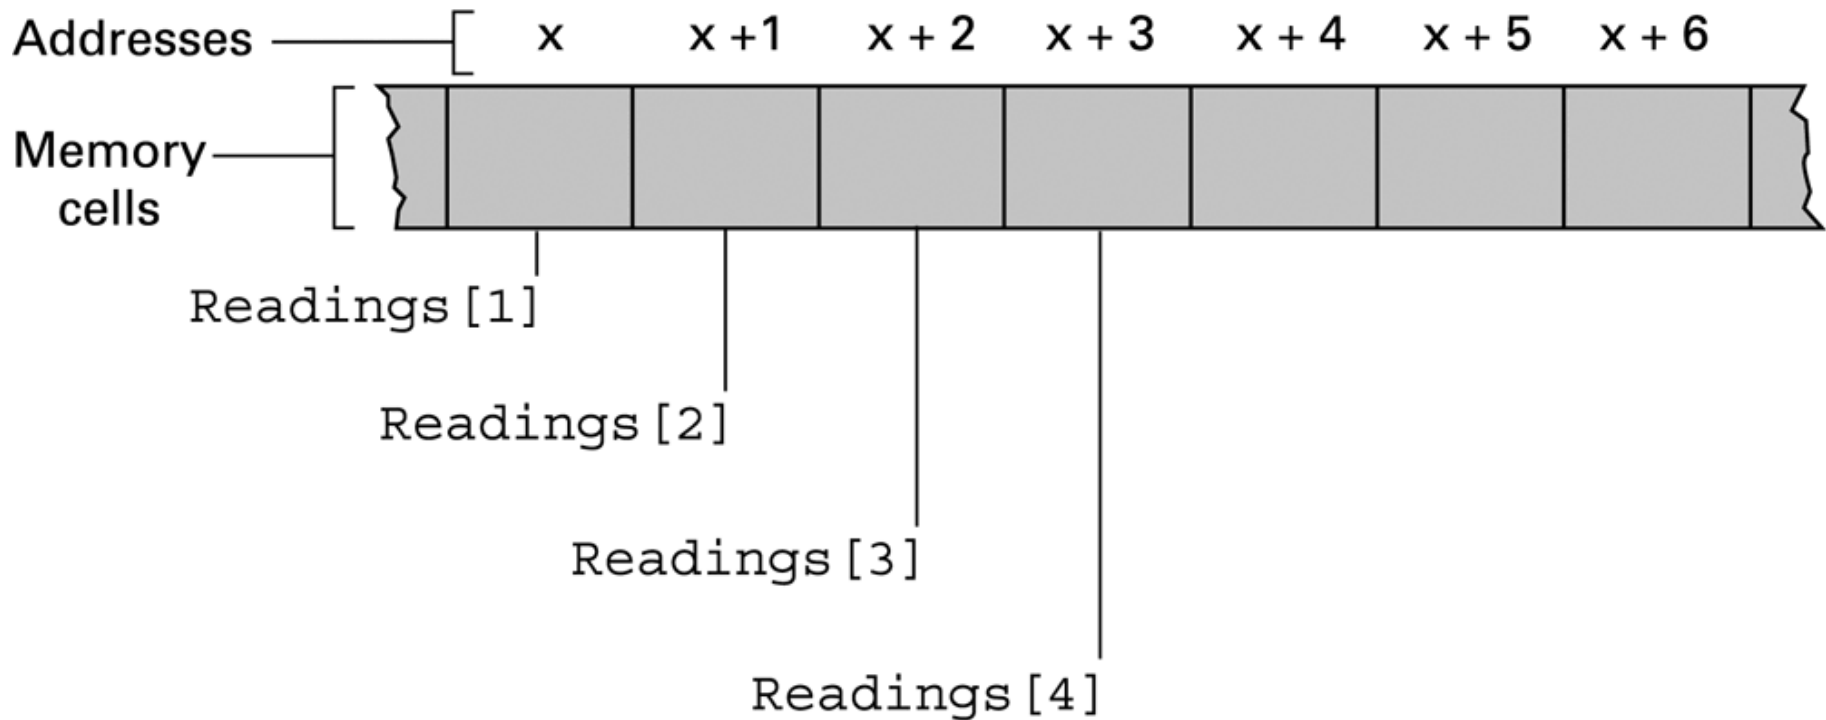 Addresses x x +1 x + 2 x + 3 x + 4 x + 5 x + 6
Memory
cells
Readings[1]
Readings[2]
Readings[3]
Readings[4]